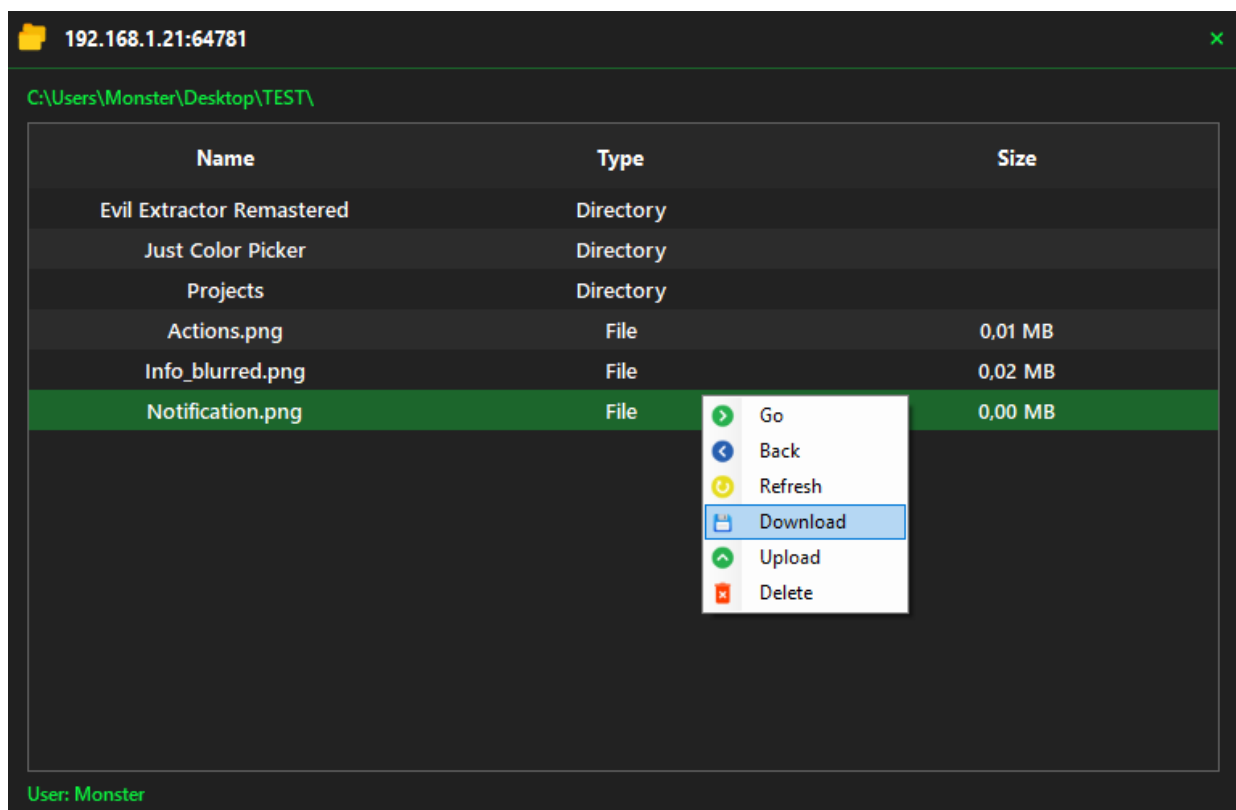 192.168.1.21:64781
C:\Users\Monster\Desktop\TEST\
Name Type Size
Evil Extractor Remastered Directory
Just Color Picker Directory
Projects Directory
Actions.png File 0,01 MB
Info_blurred.png File 0,02 MB
Notification.png File 0,00 MB
Go
Back
Refresh
Download
Upload
Delete
User: Monster